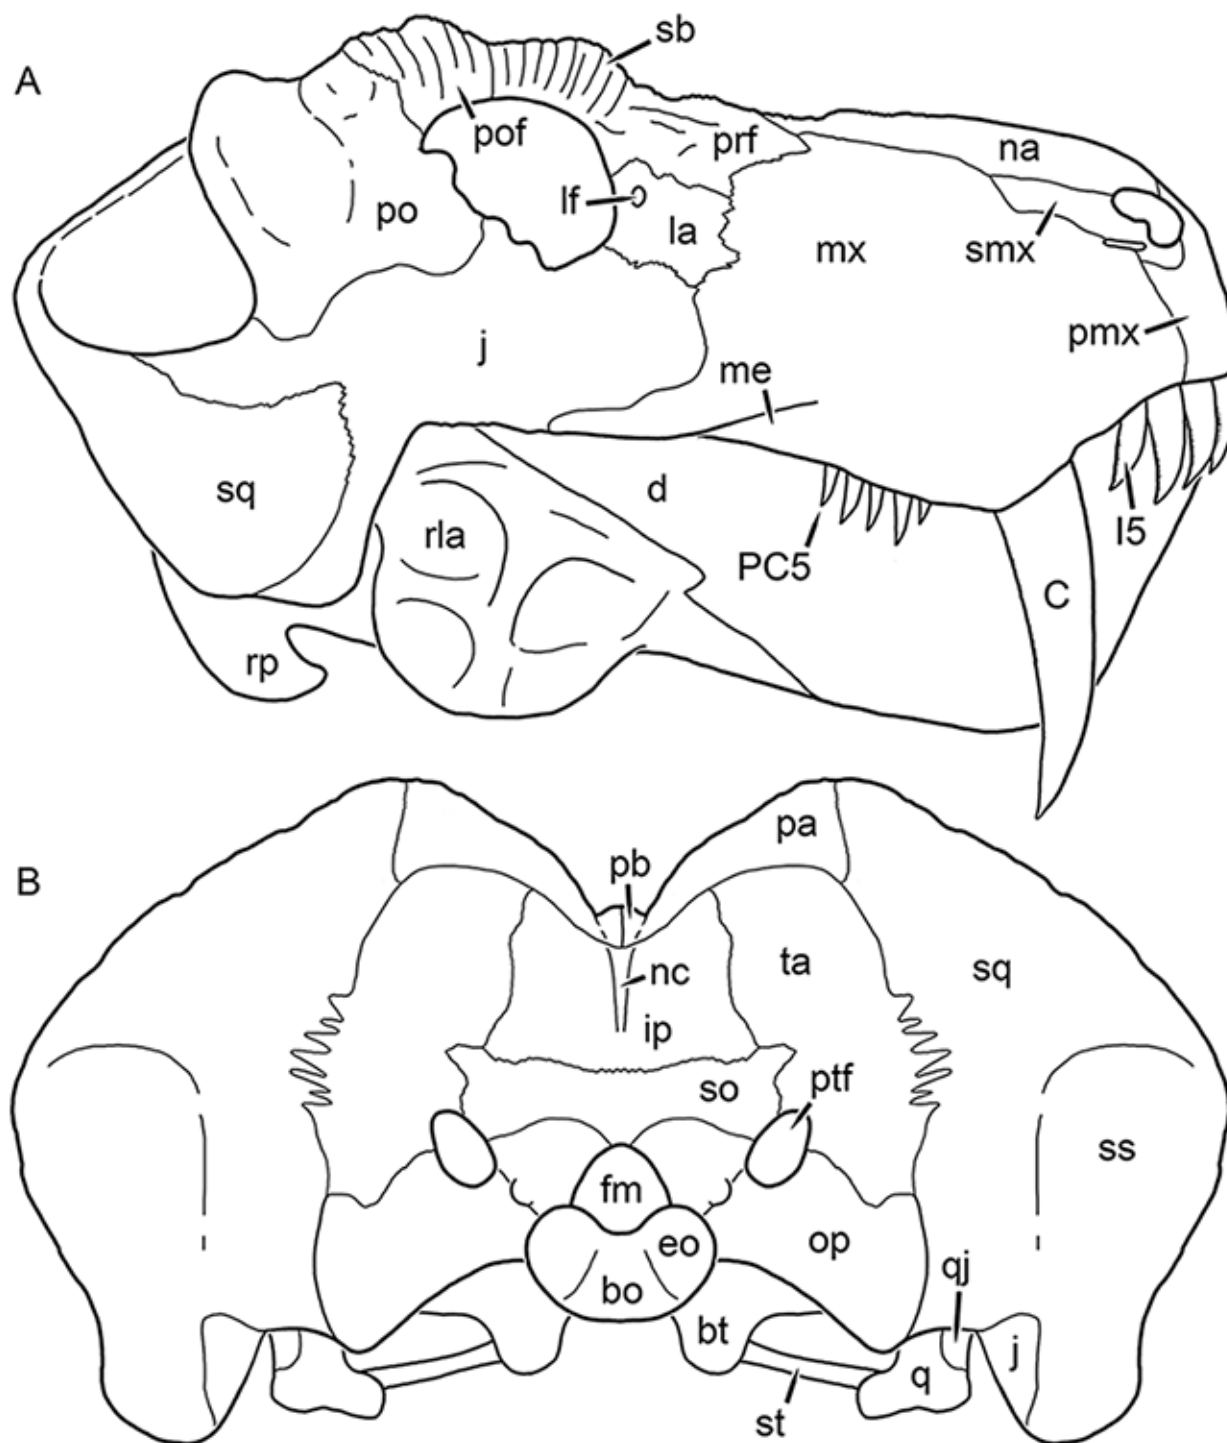 A
sb
pof
prf
na
lf
po
la
mx
smx
pmx
j
me
sq
d
rla
PC5
I5
C
rp
B
pa
pb
ta
sq
nc
ip
so
ptf
ss
fm
eo
op
bo
qj
bt
j
q
st